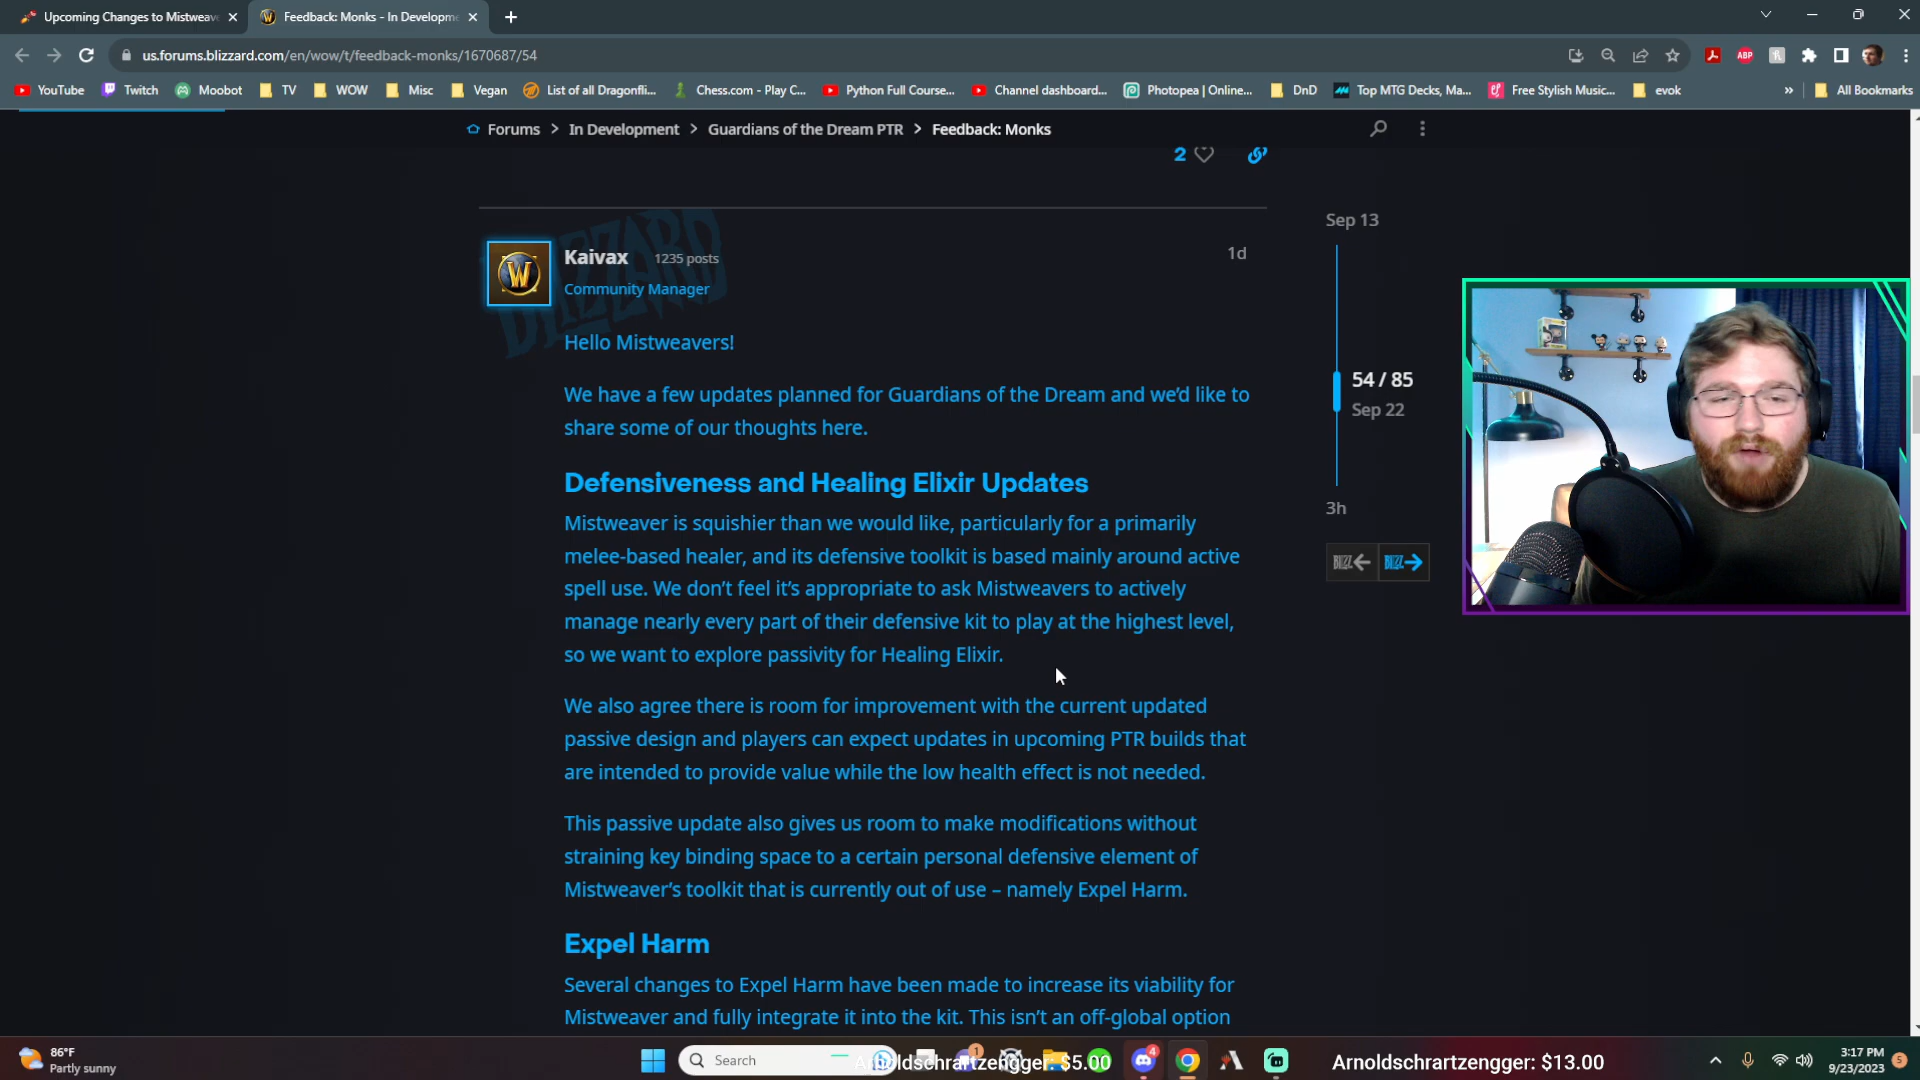 Upcoming Changes to Mistweav
Feedback: Monks - In Developme
us.forums.blizzard.com/en/wow/t/feedback-monks/1670687/54
ABP
YouTube Twitch Moobot TV WOW Misc Vegan List of all Dragonfli... Chess.com - Play C... Python Full Course... Channel dashboard... Photopea | Online... DnD Top MTG Decks, Ma... Free Stylish Music... evok » All Bookmarks
Forums > In Development > Guardians of the Dream PTR > Feedback: Monks
2
BLIZZARD
Kaivax 1235 posts
1d
Community Manager
Hello Mistweavers!
We have a few updates planned for Guardians of the Dream and we'd like to
share some of our thoughts here.
Defensiveness and Healing Elixir Updates
Mistweaver is squishier than we would like, particularly for a primarily
melee-based healer, and its defensive toolkit is based mainly around active
spell use. We don't feel it's appropriate to ask Mistweavers to actively
manage nearly every part of their defensive kit to play at the highest level,
so we want to explore passivity for Healing Elixir.
We also agree there is room for improvement with the current updated
passive design and players can expect updates in upcoming PTR builds that
are intended to provide value while the low health effect is not needed.
This passive update also gives us room to make modifications without
straining key binding space to a certain personal defensive element of
Mistweaver's toolkit that is currently out of use – namely Expel Harm.
Expel Harm
Several changes to Expel Harm have been made to increase its viability for
Mistweaver and fully integrate it into the kit. This isn't an off-global option
Sep 13
54 / 85
Sep 22
3h
BLIZZ
BLIZZ
86°F
Partly sunny
Search
1
4
Arnoldschrartzengger: $5.00
Arnoldschrartzengger: $13.00
3:17 PM
9/23/2023
5